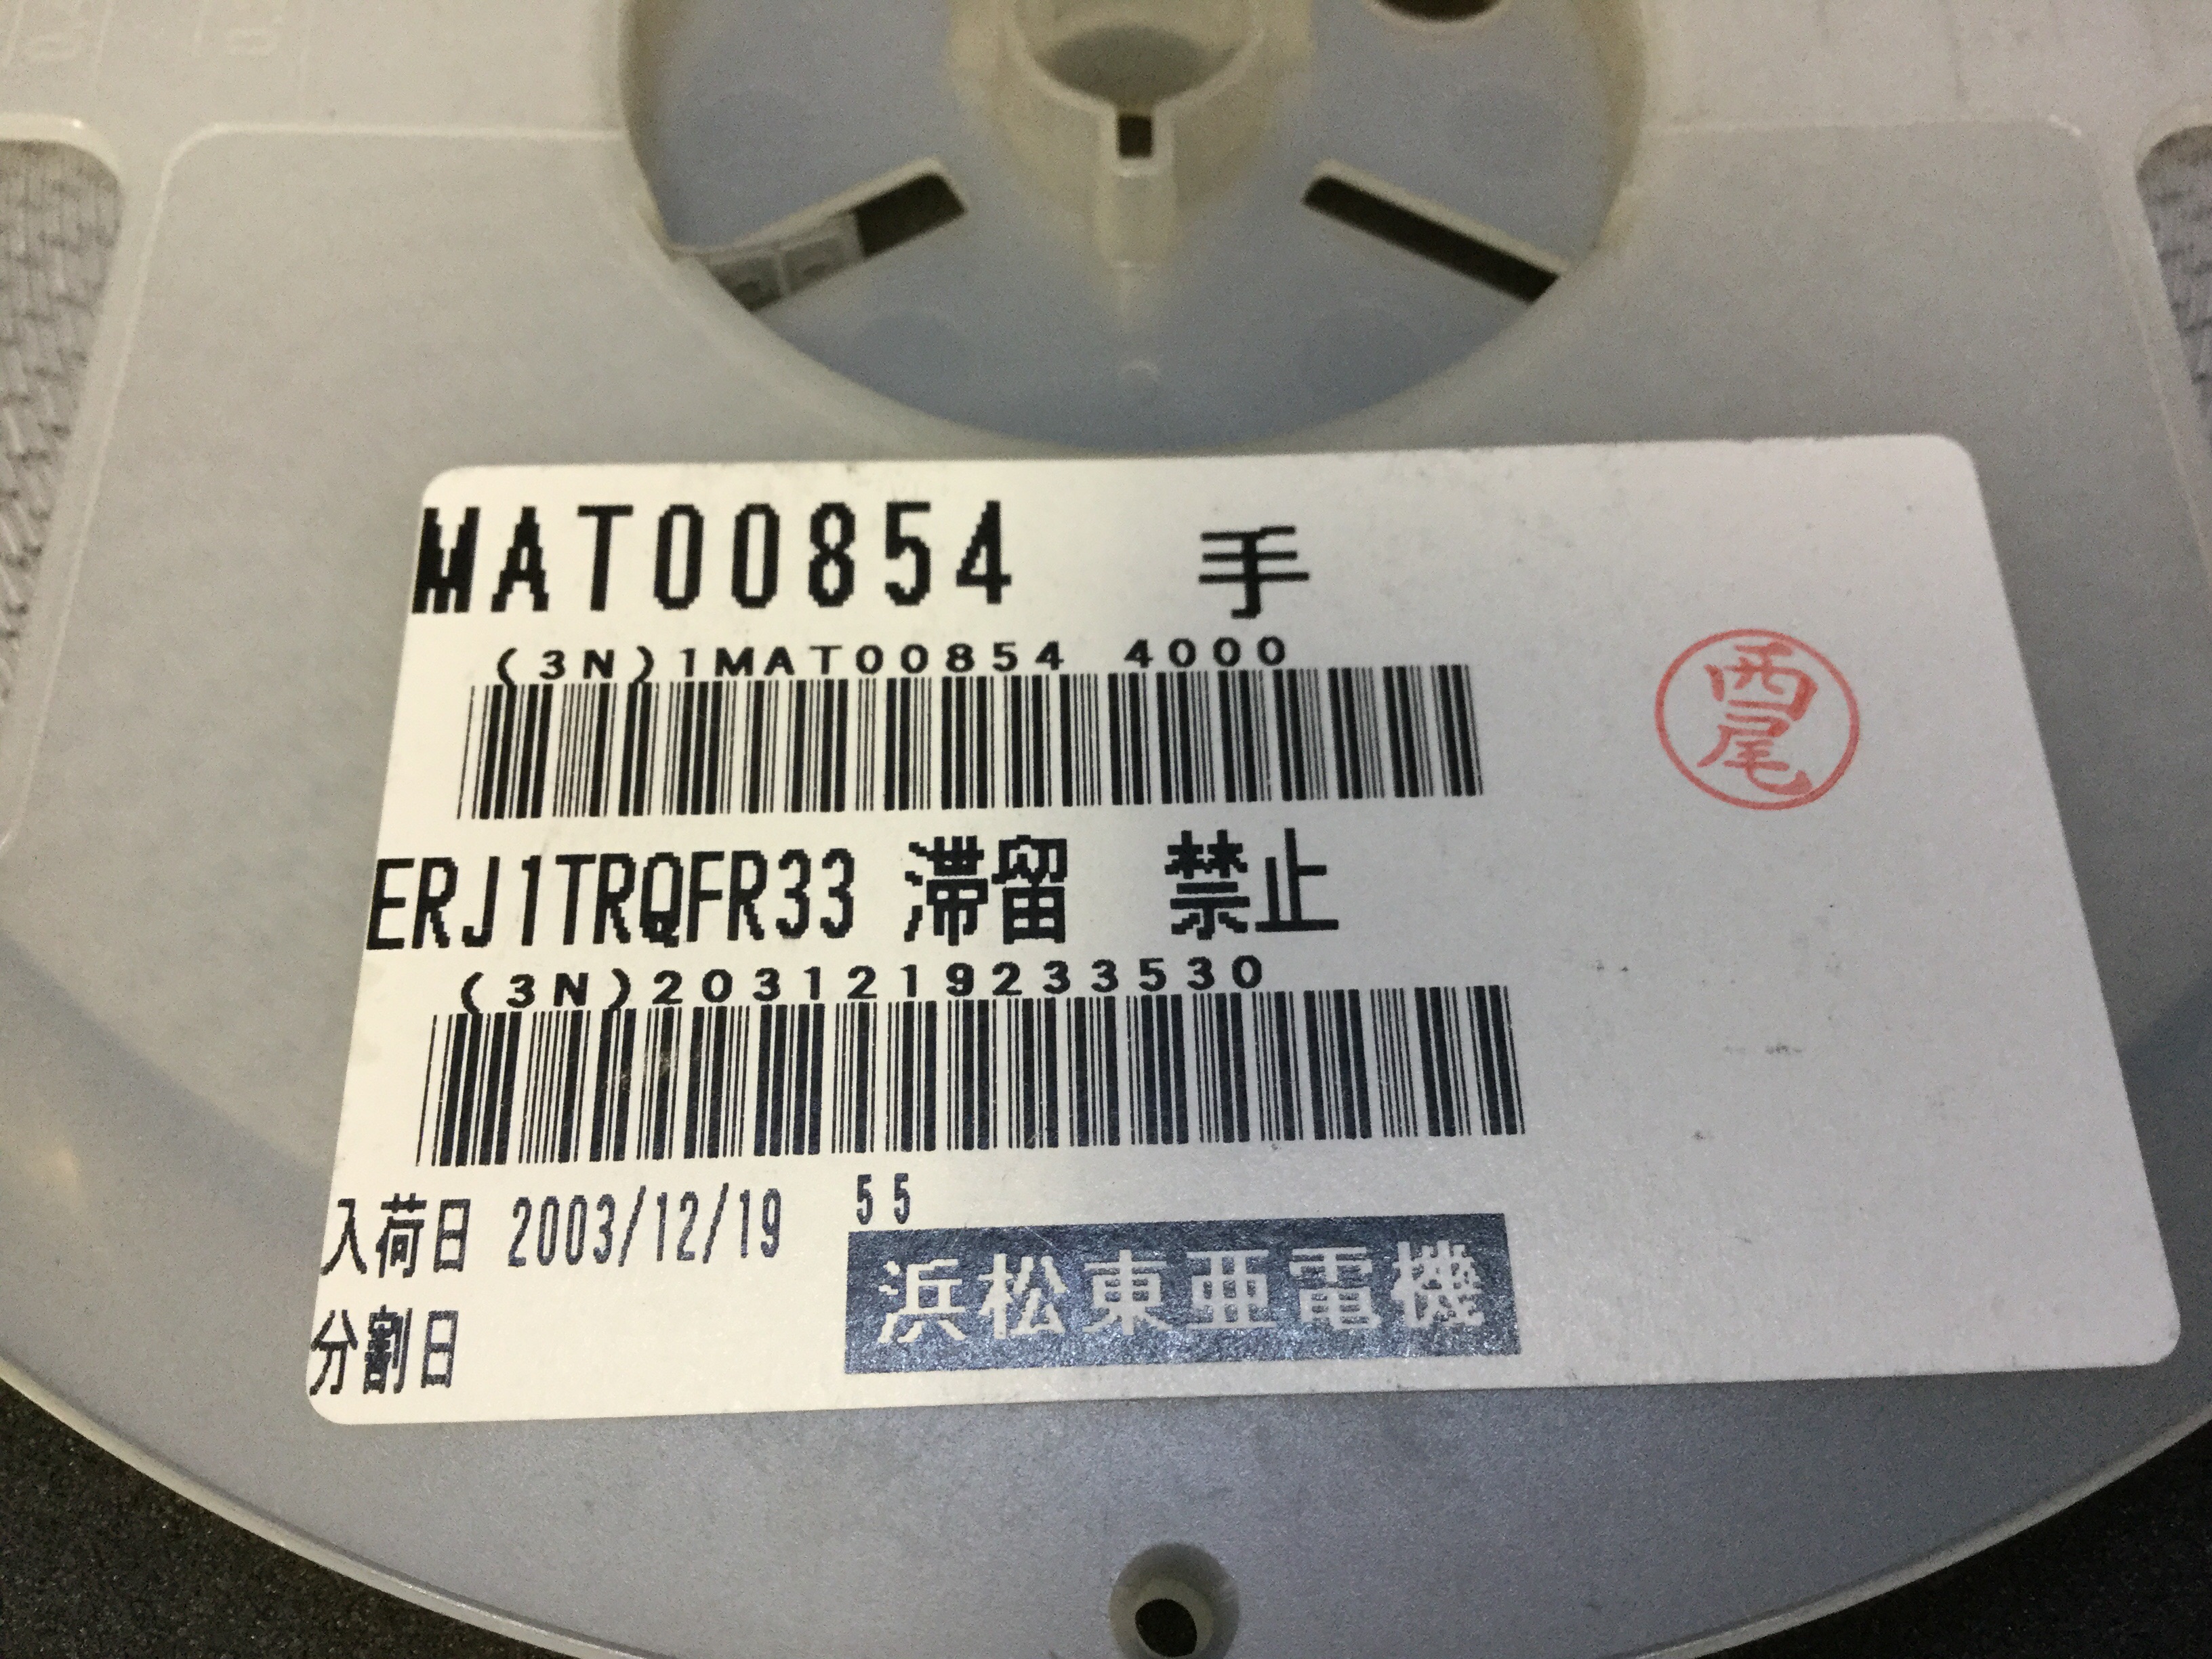 MAT00854 手
(3N)1MAT00854 4000
西尾
ERJ1TRQFR33 滞留 禁止
(3N)2031219233530
入荷日 2003/12/19 55
浜松東亜電機
分割日